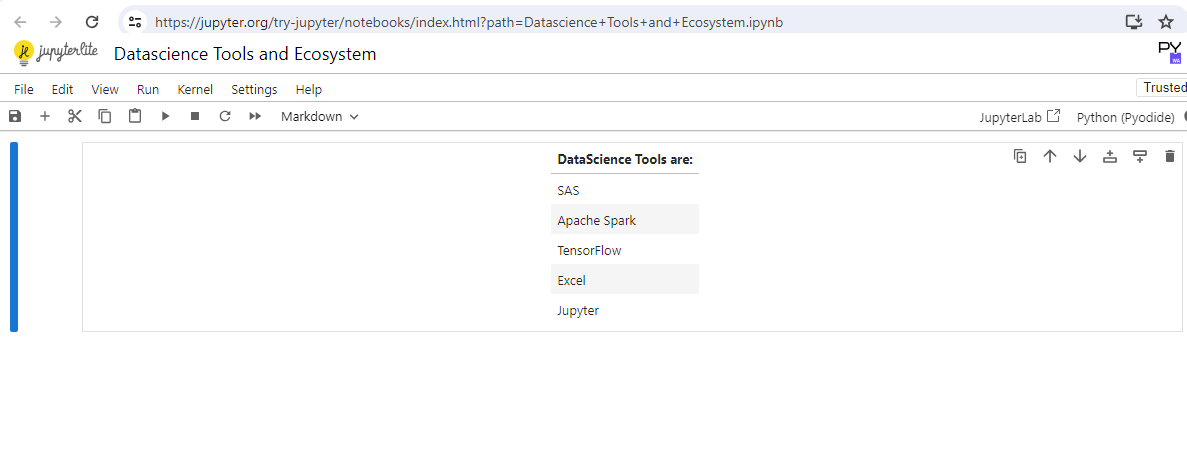 https://jupyter.org/try-jupyter/notebooks/index.html?path=Datascience+Tools+and+Ecosystem.ipynb
jupyterlite Datascience Tools and Ecosystem PY
File Edit View Run Kernel Settings Help Trusted
Markdown JupyterLab Python (Pyodide)
DataScience Tools are:
SAS
Apache Spark
TensorFlow
Excel
Jupyter